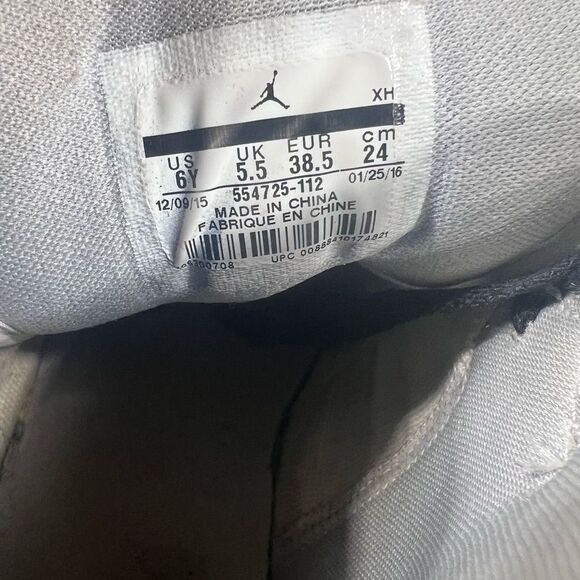 XH
US UK EUR cm
6Y 5.5 38.5 24
12/09/15 554725-112 01/25/16
MADE IN CHINA
FABRIQUE EN CHINE
UPC